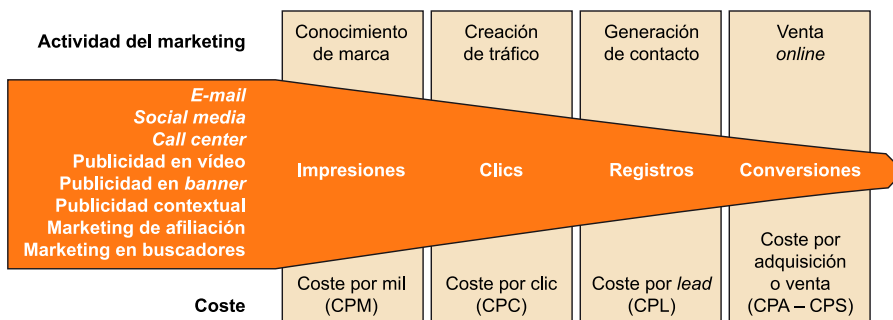 Actividad del marketing
Conocimiento
de marca
Creación
de tráfico
Generación
de contacto
Venta
online
E-mail
Social media
Call center
Publicidad en vídeo
Publicidad en banner
Publicidad contextual
Marketing de afiliación
Marketing en buscadores
Impresiones
Clics
Registros
Conversiones
Coste
Coste por mil
(CPM)
Coste por clic
(CPC)
Coste por lead
(CPL)
Coste por
adquisición
o venta
(CPA – CPS)